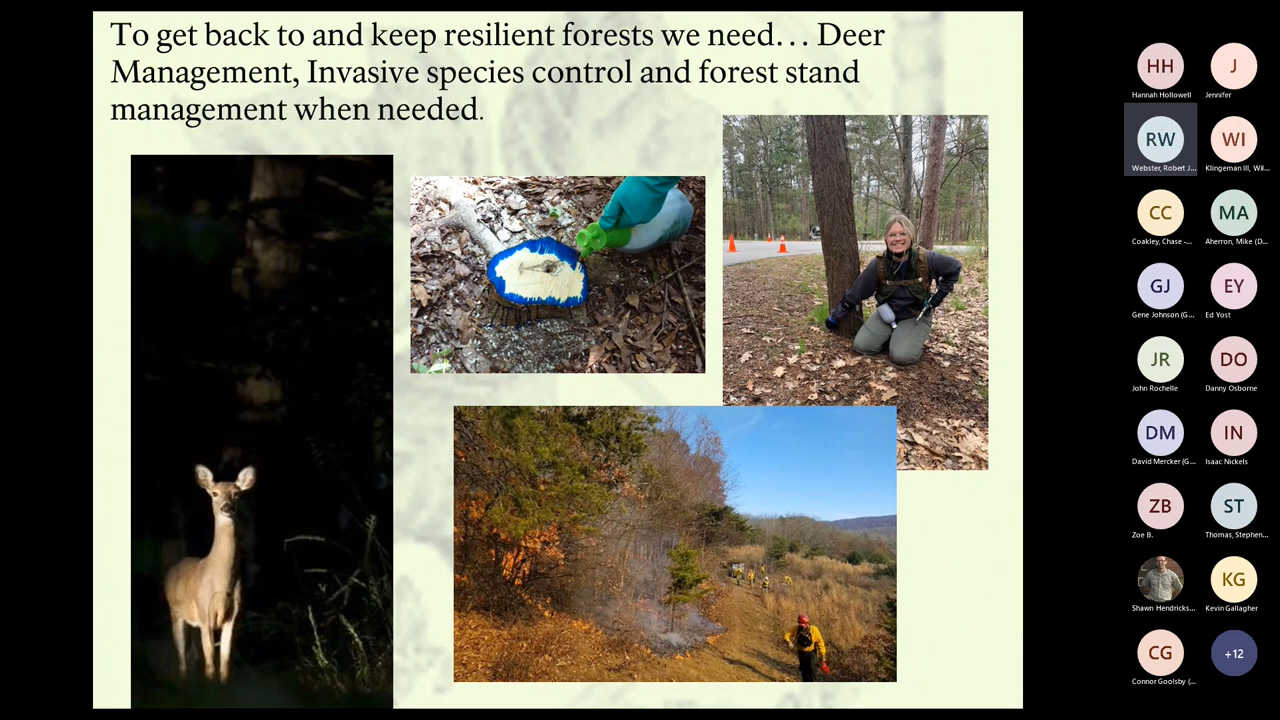 To get back to and keep resilient forests we need... Deer
Management, Invasive species control and forest stand
management when needed.
HH
Hannah Hollowell
J
Jennifer
RW
Webster, Robert J...
WI
Klingeman III, Wil...
CC
Coakley, Chase -...
MA
Aherron, Mike (D...
GJ
Gene Johnson (G...
EY
Ed Yost
JR
John Rochelle
DO
Danny Osborne
DM
David Mercker (G...
IN
Isaac Nickels
ZB
Zoe B.
ST
Thomas, Stephen...
Shawn Hendricks...
KG
Kevin Gallagher
CG
Connor Goolsby (...
+12